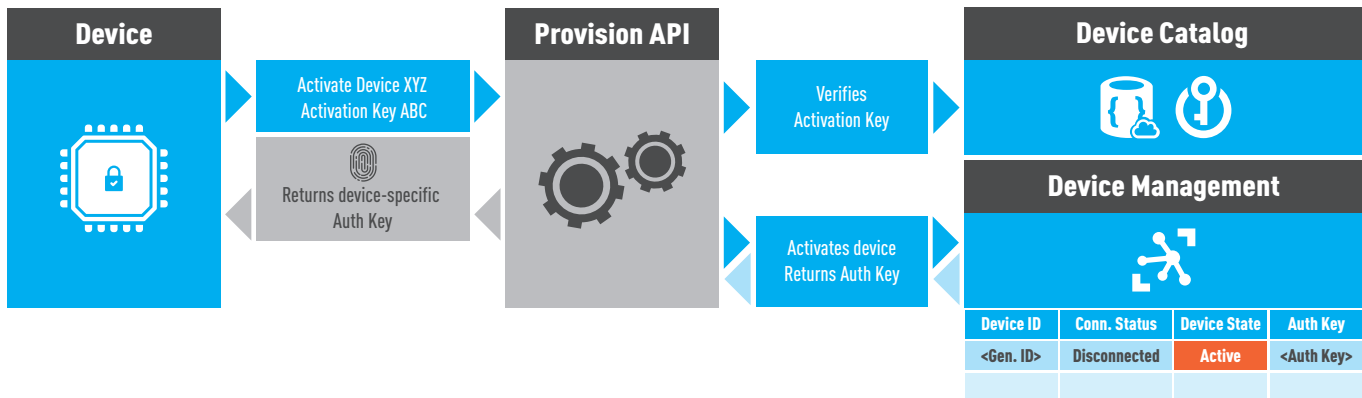 Device
Activate Device XYZ
Activation Key ABC
Returns device-specific
Auth Key
Provision API
Verifies
Activation Key
Activates device
Returns Auth Key
Device Catalog
Device Management
Device ID Conn. Status Device State Auth Key
<Gen. ID> Disconnected Active <Auth Key>